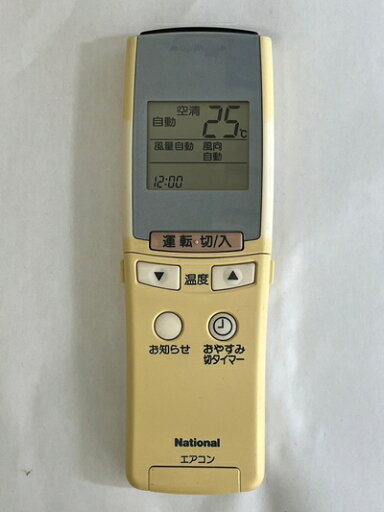 空清
自動 25℃
風量自動 風向
自動
12:00
運転・切/入
▼ 温度 ▲
お知らせ おやすみ
切タイマー
National
エアコン